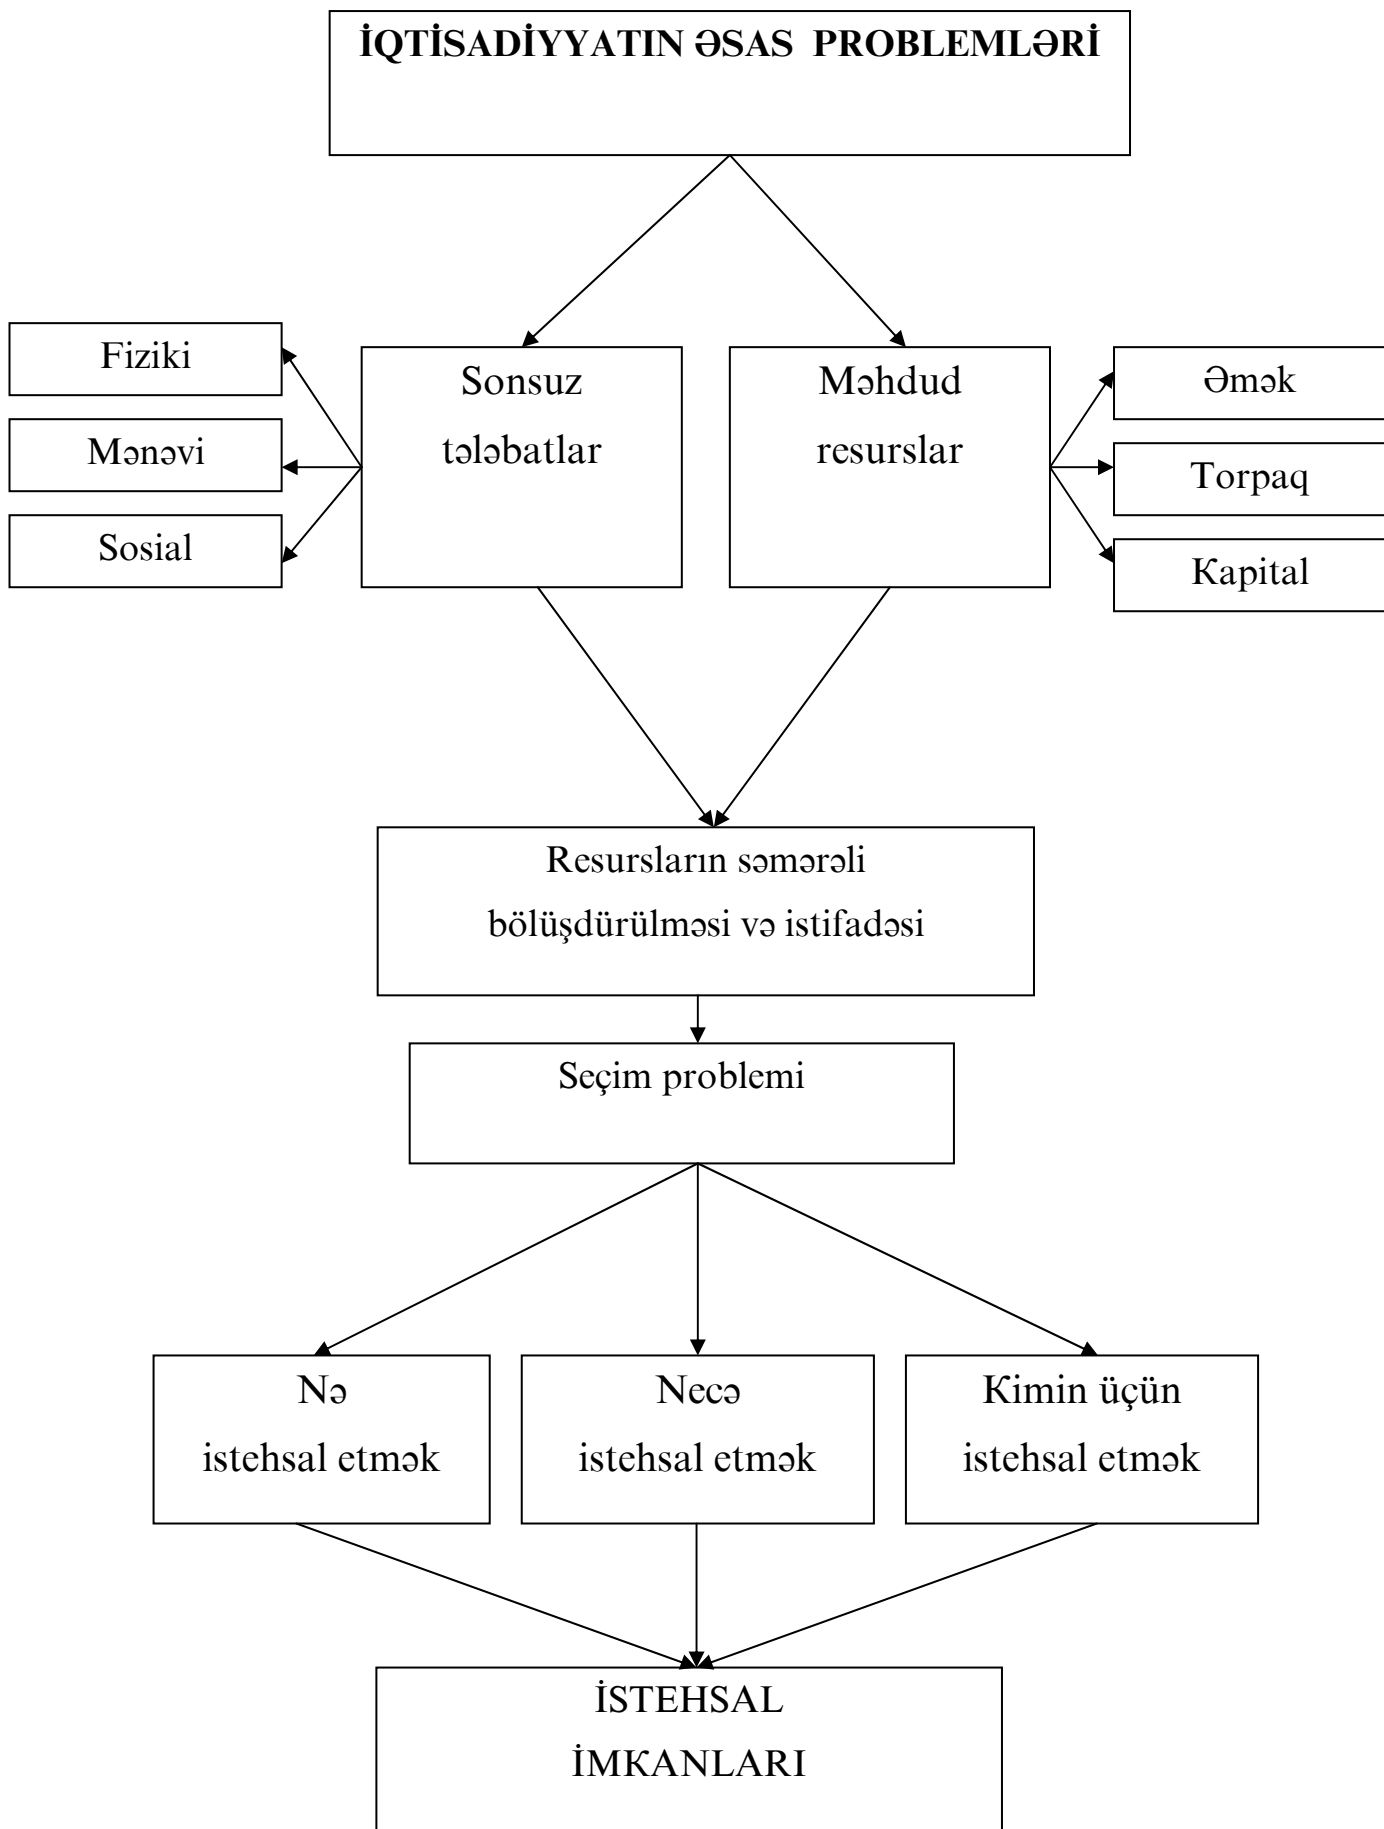 İQTİSADİYYATIN ƏSAS PROBLEMLƏRİ
Fiziki
Mənəvi
Sosial
Sonsuz
tələbatlar
Məhdud
resurslar
Əmək
Torpaq
Kapital
Resursların səmərəli
bölüşdürülməsi və istifadəsi
Seçim problemi
Nə
istehsal etmək
Necə
istehsal etmək
Kimin üçün
istehsal etmək
İSTEHSAL
İMKANLARI